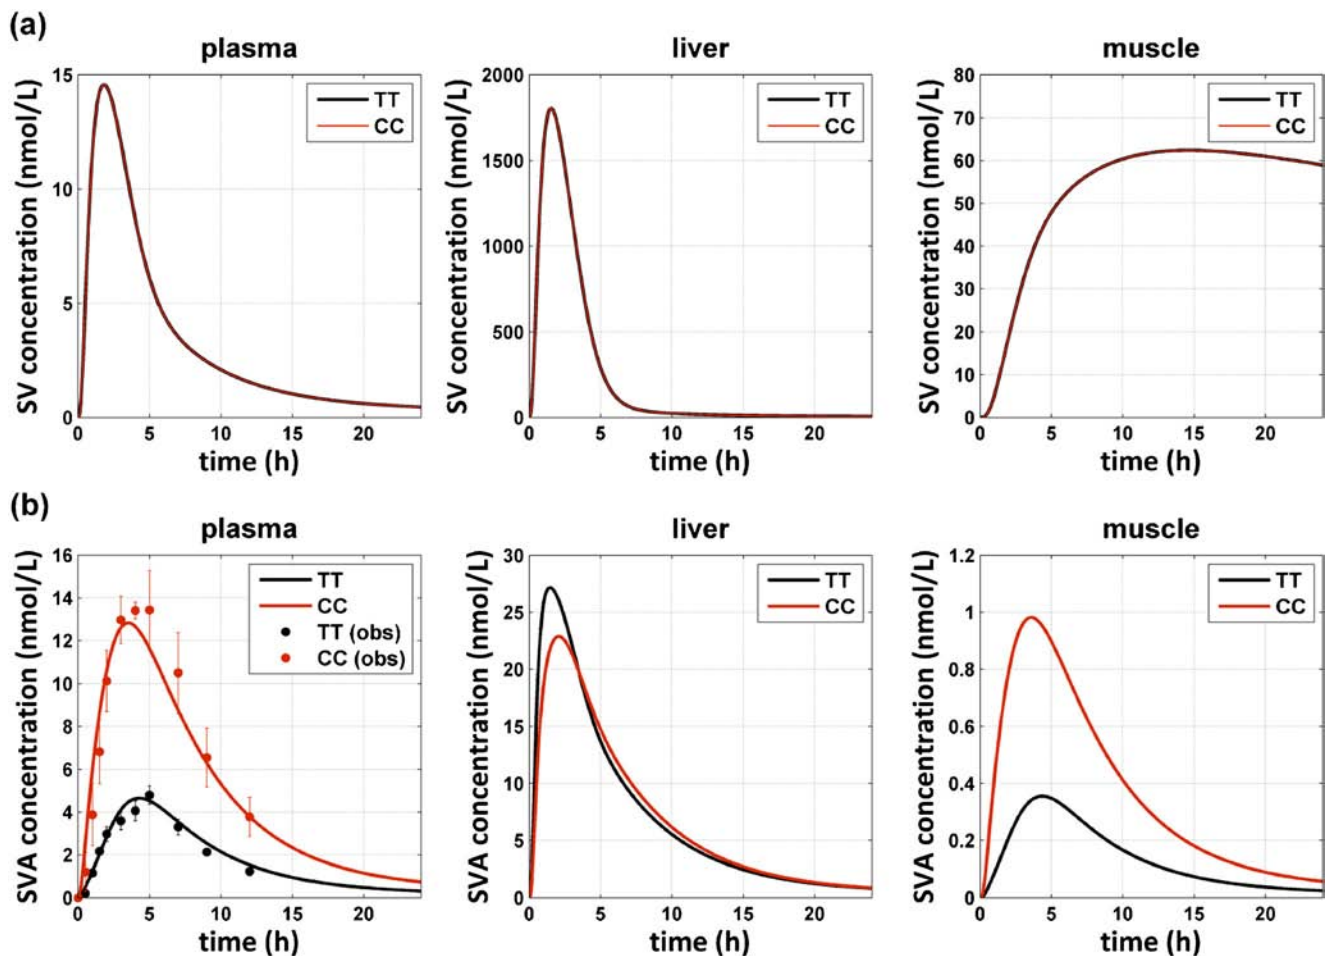 (a)
plasma
SV concentration (nmol/L)
15
10
5
0
0 5 10 15 20
time (h)
TT
CC
liver
SV concentration (nmol/L)
2000
1500
1000
500
0
0 5 10 15 20
time (h)
TT
CC
muscle
SV concentration (nmol/L)
80
70
60
50
40
30
20
10
0
0 5 10 15 20
time (h)
TT
CC
(b)
plasma
SVA concentration (nmol/L)
16
14
12
10
8
6
4
2
0
0 5 10 15 20
time (h)
TT
CC
TT (obs)
CC (obs)
liver
SVA concentration (nmol/L)
30
25
20
15
10
5
0
0 5 10 15 20
time (h)
TT
CC
muscle
SVA concentration (nmol/L)
1.2
1
0.8
0.6
0.4
0.2
0
0 5 10 15 20
time (h)
TT
CC